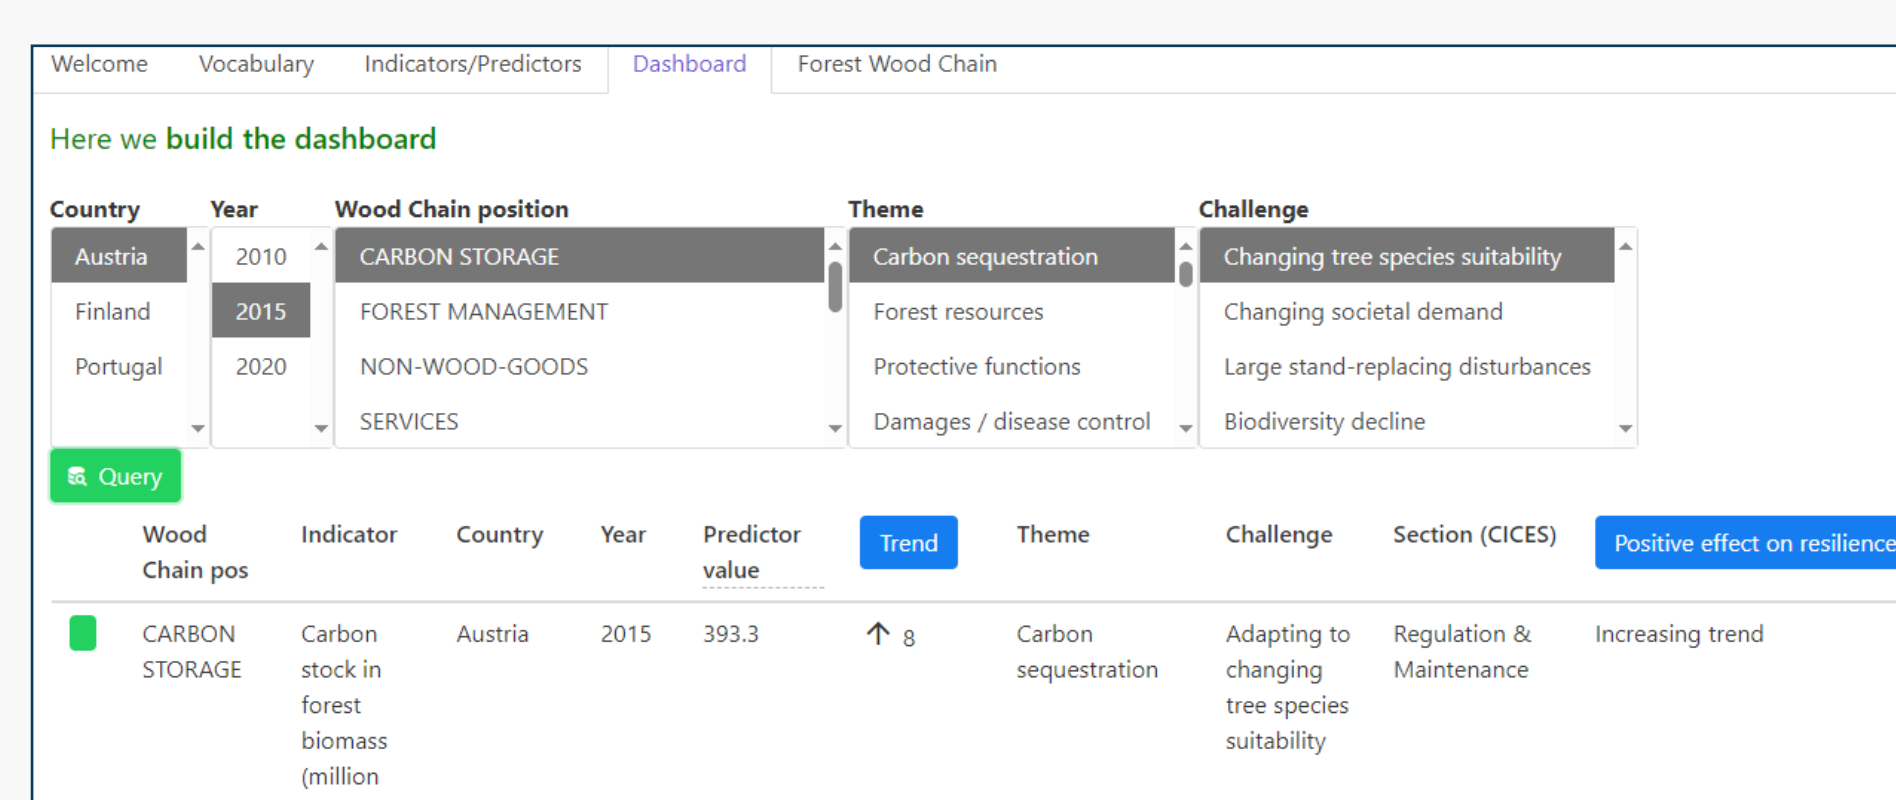 Welcome Vocabulary Indicators/Predictors Dashboard Forest Wood Chain
Here we build the dashboard
Country Year Wood Chain position Theme Challenge
Austria 2010 CARBON STORAGE Carbon sequestration Changing tree species suitability
Finland 2015 FOREST MANAGEMENT Forest resources Changing societal demand
Portugal 2020 NON-WOOD-GOODS Protective functions Large stand-replacing disturbances
SERVICES Damages / disease control Biodiversity decline
Query
Wood Indicator Country Year Predictor Trend Theme Challenge Section (CICES) Positive effect on resilience
Chain pos value
CARBON Carbon Austria 2015 393.3 ↑ 8 Carbon Adapting to Regulation & Increasing trend
STORAGE stock in sequestration changing Maintenance
forest tree species
biomass suitability
(million